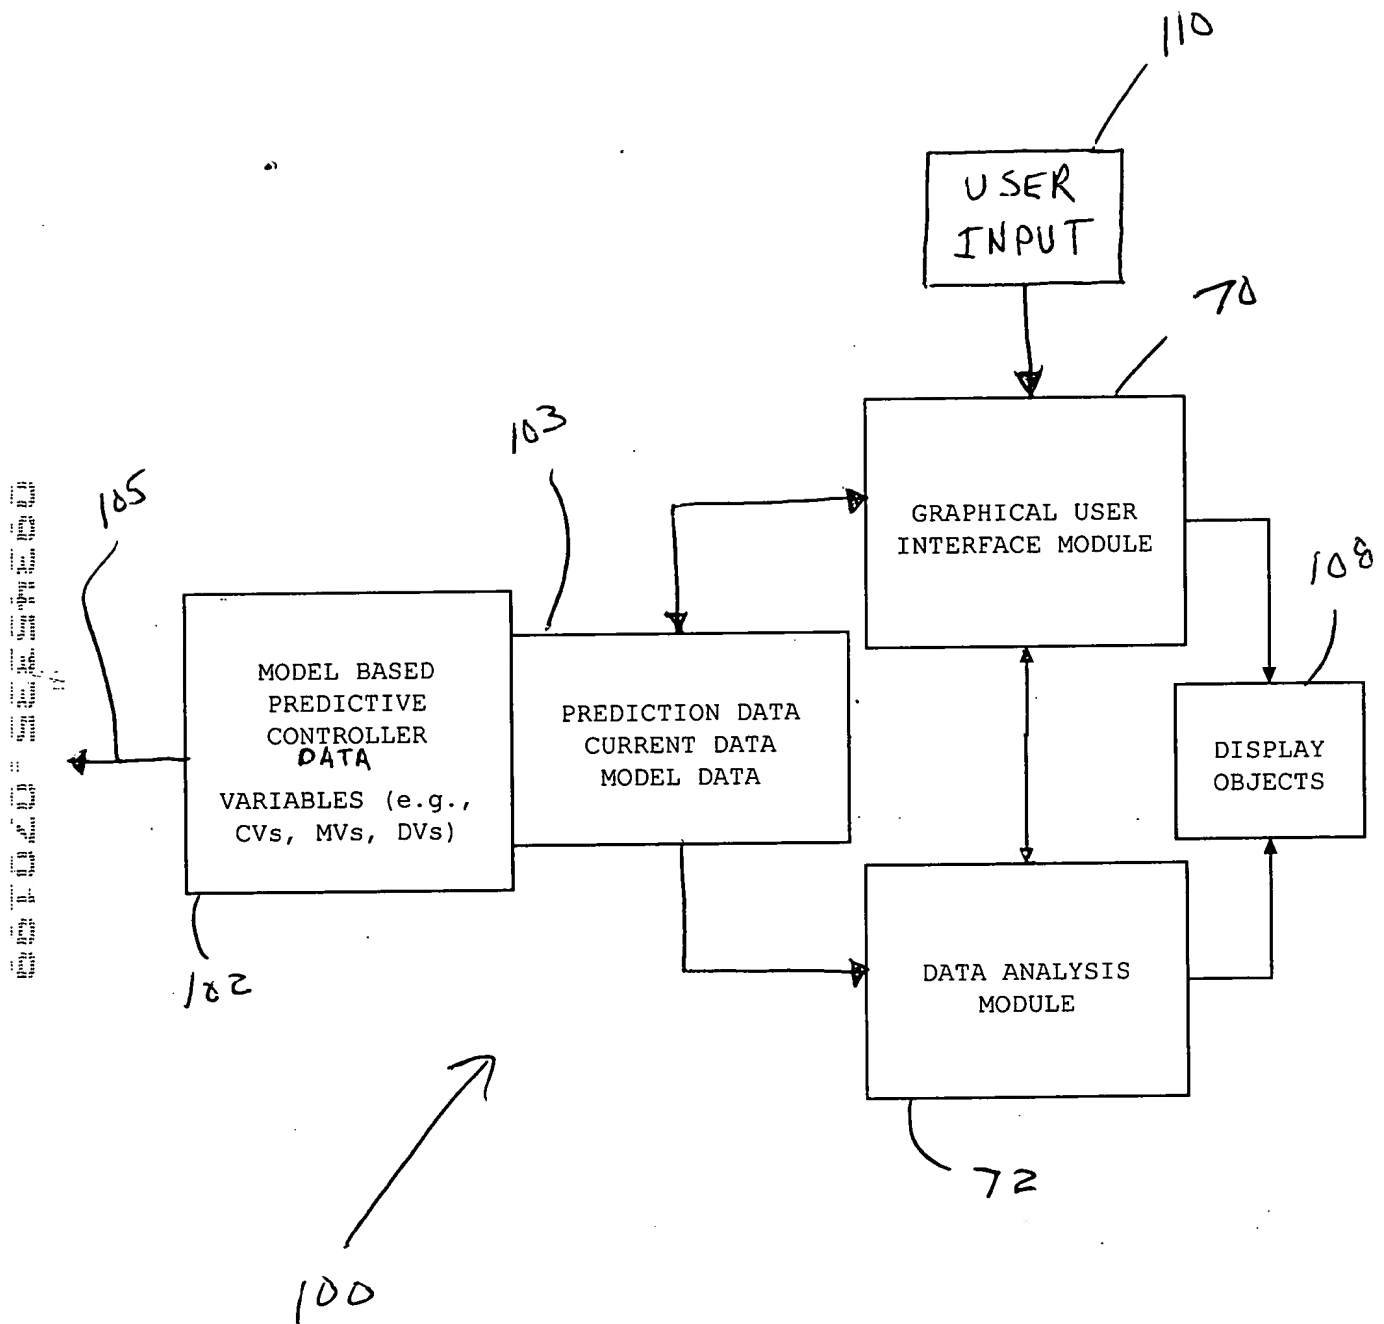 110
USER
INPUT
70
103
105
GRAPHICAL USER
INTERFACE MODULE
108
MODEL BASED
PREDICTIVE
CONTROLLER
DATA
VARIABLES (e.g.,
CVs, MVs, DVs)
PREDICTION DATA
CURRENT DATA
MODEL DATA
DISPLAY
OBJECTS
102
DATA ANALYSIS
MODULE
72
100